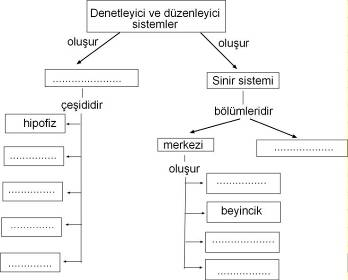 Denetleyici ve düzenleyici
sistemler
oluşur
oluşur
........................
Sinir sistemi
çeşididir
bölümleridir
hipofiz
merkezi
.....................
...............
oluşur
.................
...............
beyincik
...............
.................
...............
.................